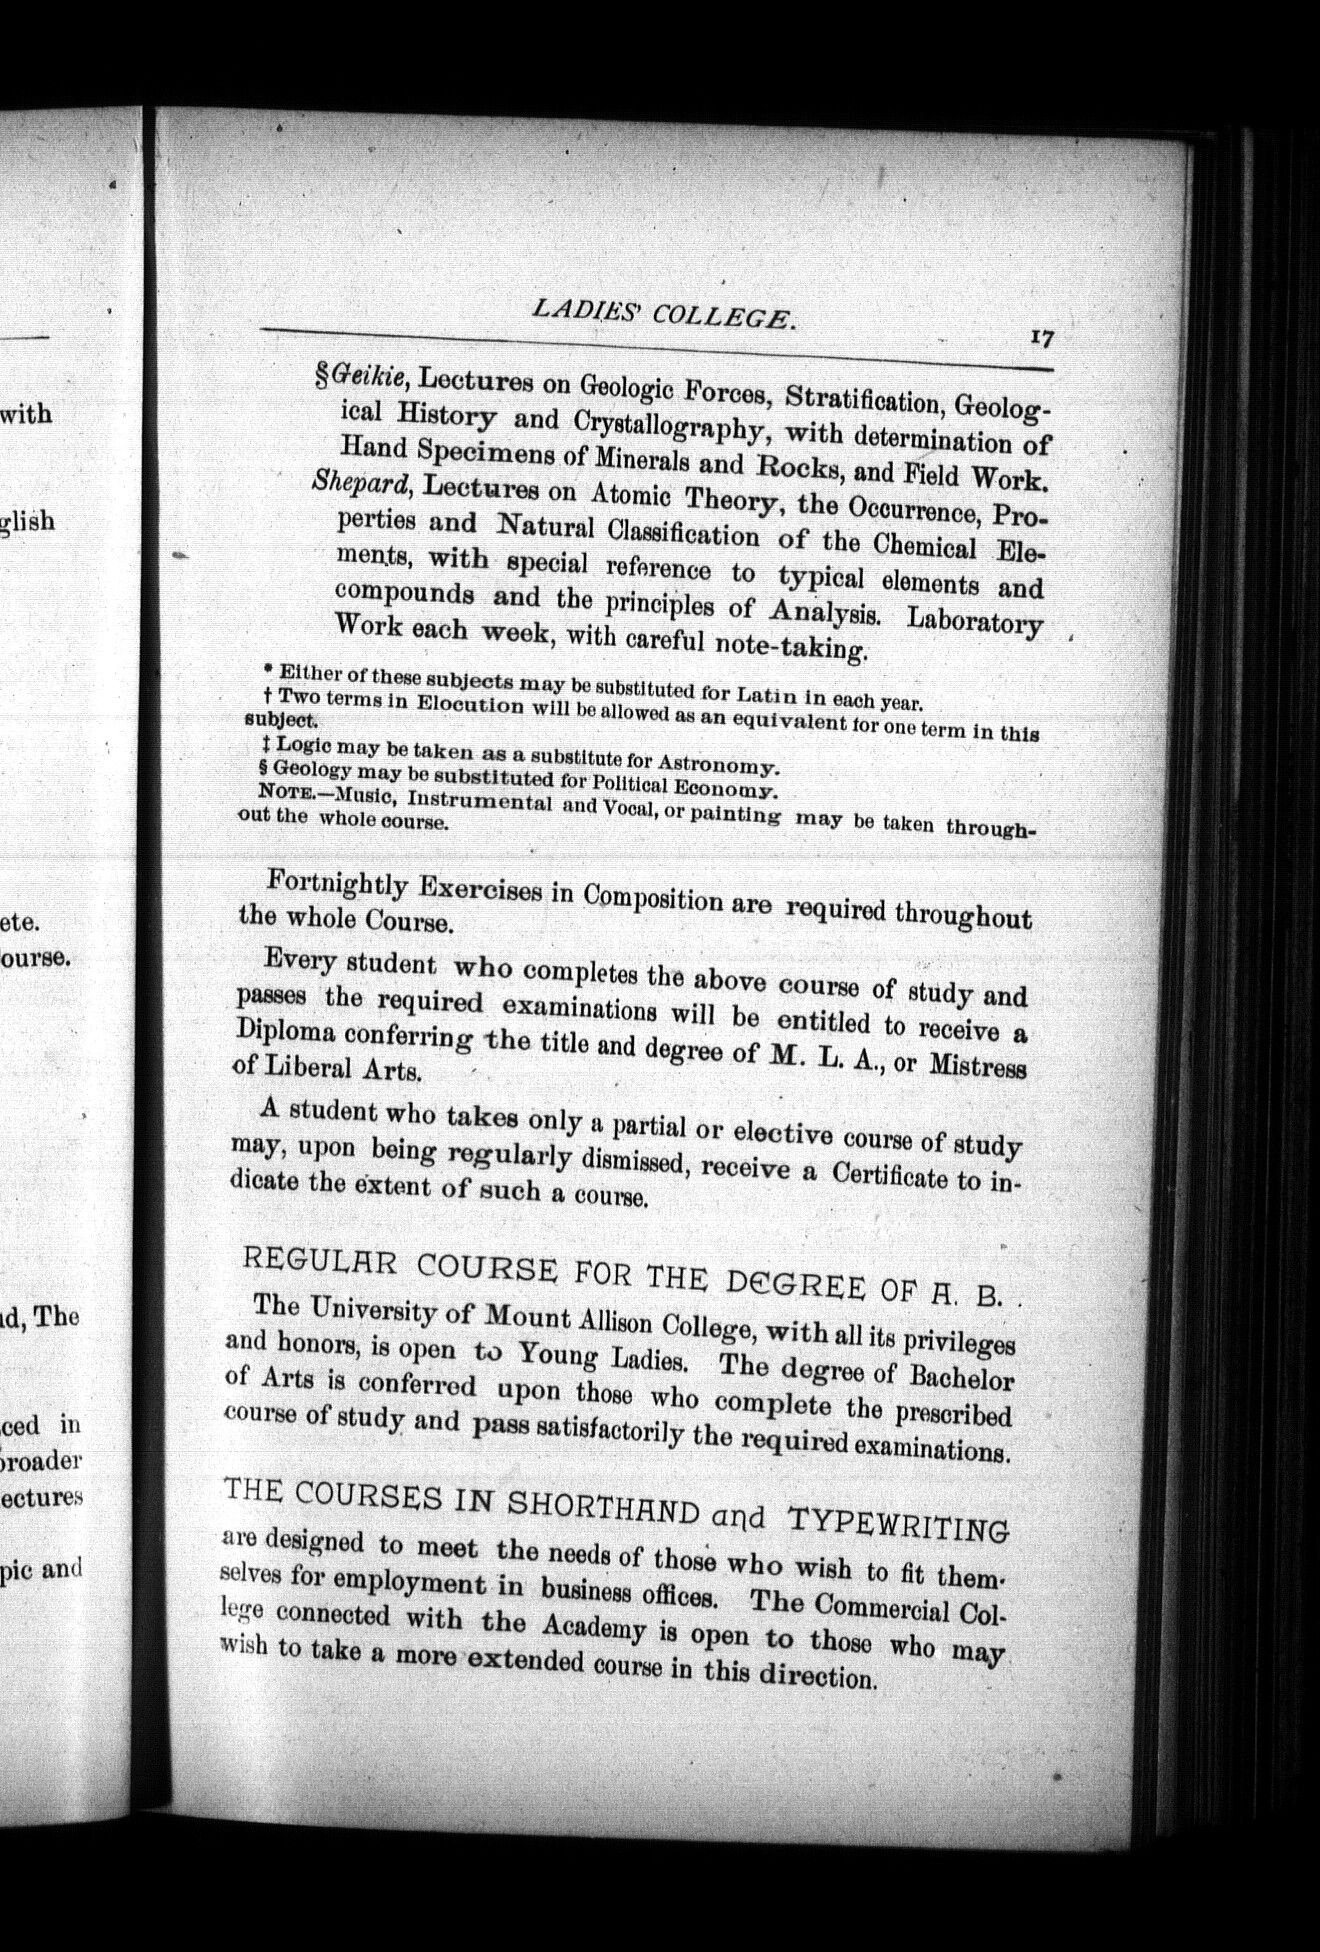 LADIES' COLLEGE.
17
§Geikie, Lectures on Geologic Forces, Stratification, Geolog-
ical History and Crystallography, with determination of
Hand Specimens of Minerals and Rocks, and Field Work.
Shepard, Lectures on Atomic Theory, the Occurrence, Pro-
perties and Natural Classification of the Chemical Ele-
ments, with special reference to typical elements and
compounds and the principles of Analysis. Laboratory
Work each week, with careful note-taking.
* Either of these subjects may be substituted for Latin in each year.
† Two terms in Elocution will be allowed as an equivalent for one term in this
subject.
‡ Logic may be taken as a substitute for Astronomy.
§ Geology may be substituted for Political Economy.
NOTE.—Music, Instrumental and Vocal, or painting may be taken through-
out the whole course.
Fortnightly Exercises in Composition are required throughout
the whole Course.
Every student who completes the above course of study and
passes the required examinations will be entitled to receive a
Diploma conferring the title and degree of M. L. A., or Mistress
of Liberal Arts.
A student who takes only a partial or elective course of study
may, upon being regularly dismissed, receive a Certificate to in-
dicate the extent of such a course.
REGULAR COURSE FOR THE DEGREE OF A. B.
The University of Mount Allison College, with all its privileges
and honors, is open to Young Ladies. The degree of Bachelor
of Arts is conferred upon those who complete the prescribed
course of study and pass satisfactorily the required examinations.
THE COURSES IN SHORTHAND and TYPEWRITING
are designed to meet the needs of those who wish to fit them-
selves for employment in business offices. The Commercial Col-
lege connected with the Academy is open to those who may
wish to take a more extended course in this direction.
with
glish
ete.
ourse.
d, The
ced in
broader
ectures
pic and